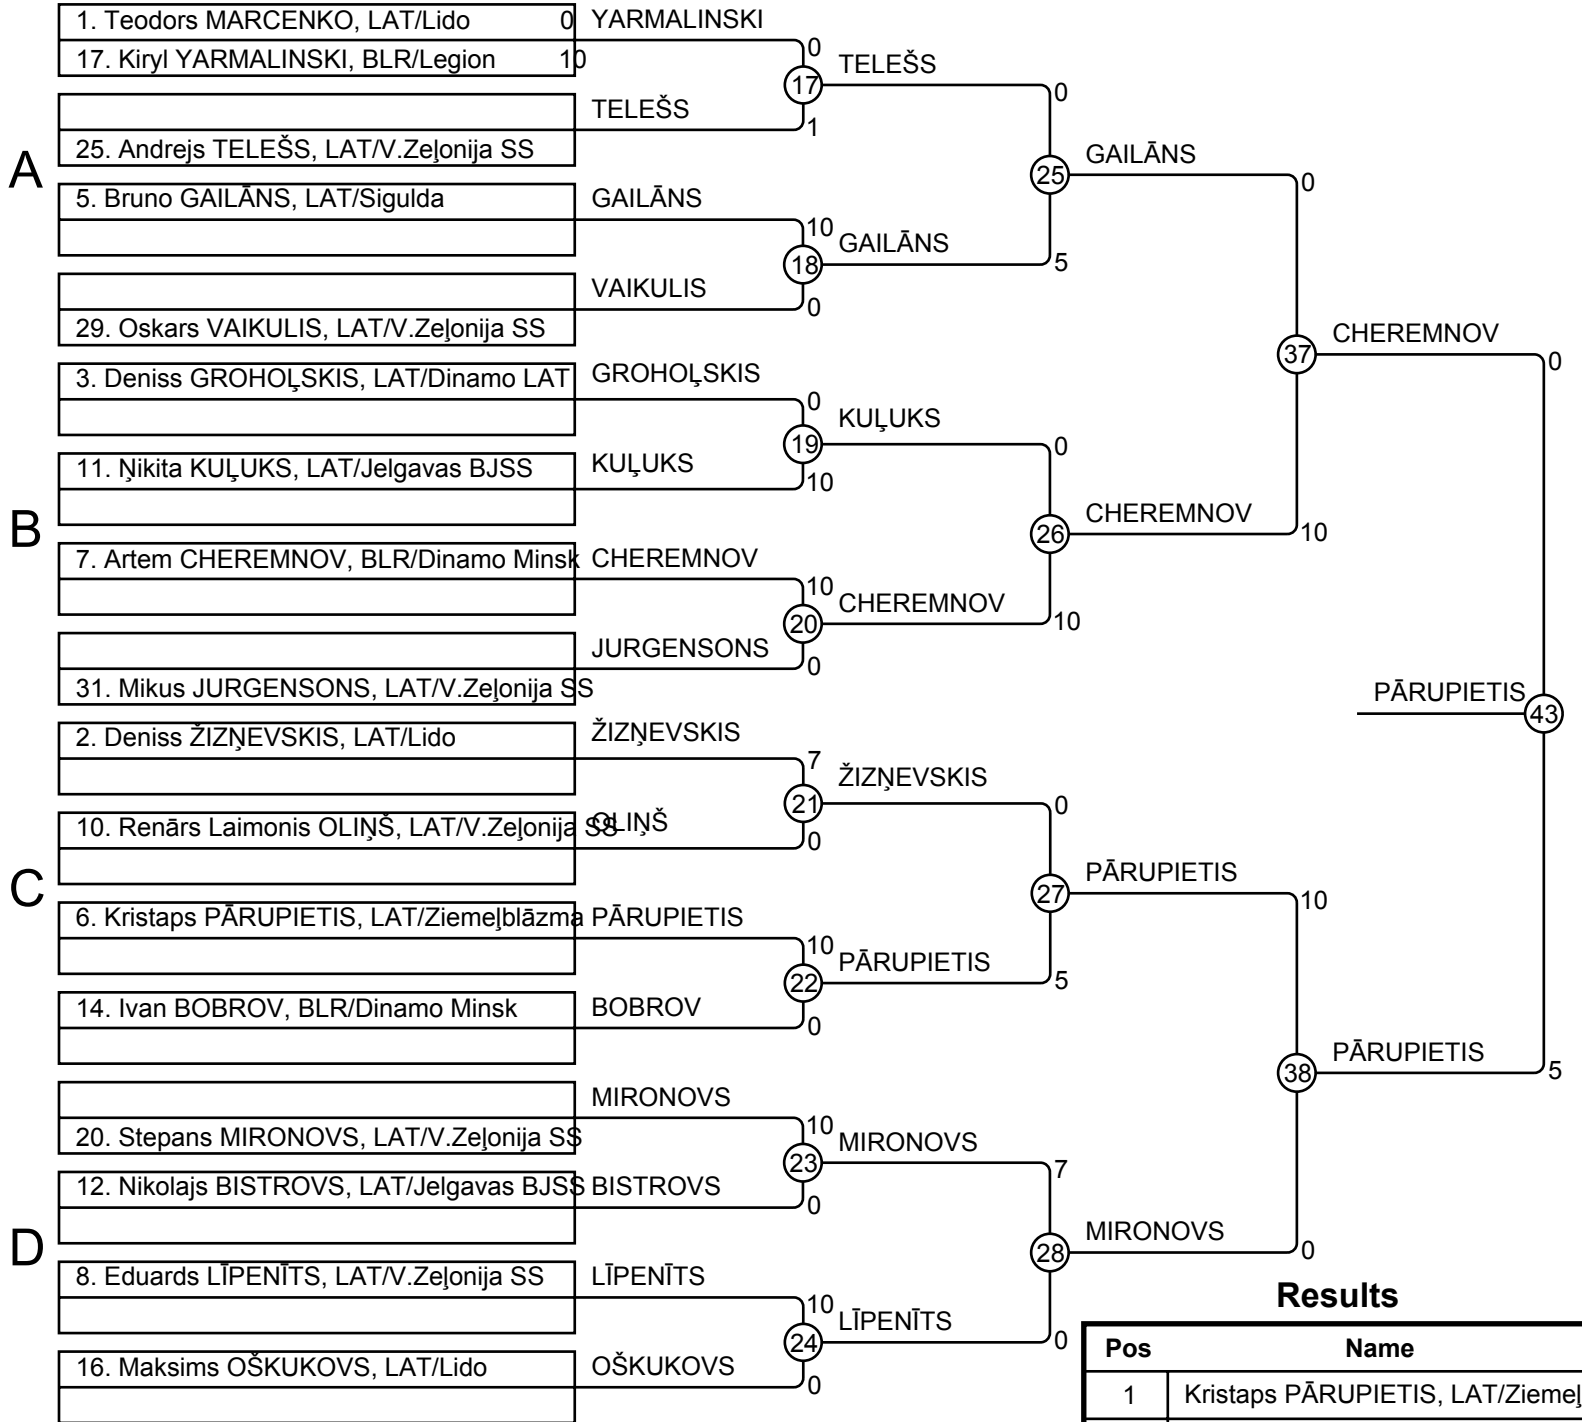 1. Teodors MARCENKO, LAT/Lido 0
17. Kiryl YARMALINSKI, BLR/Legion 10
YARMALINSKI
0
17
TELEŠS
0
TELEŠS
1
25. Andrejs TELEŠS, LAT/V.Zeļonija SS
A
25
GAILĀNS
0
5. Bruno GAILĀNS, LAT/Sigulda
GAILĀNS
10
18
GAILĀNS
5
VAIKULIS
0
29. Oskars VAIKULIS, LAT/V.Zeļonija SS
37
CHEREMNOV
0
3. Deniss GROHOĻSKIS, LAT/Dinamo LAT
GROHOĻSKIS
0
19
KUĻUKS
0
11. Ņikita KUĻUKS, LAT/Jelgavas BJSS
KUĻUKS
10
B
26
CHEREMNOV
10
7. Artem CHEREMNOV, BLR/Dinamo Minsk
CHEREMNOV
10
20
CHEREMNOV
10
JURGENSONS
0
31. Mikus JURGENSONS, LAT/V.Zeļonija SS
PĀRUPIETIS
43
2. Deniss ŽIZŅEVSKIS, LAT/Lido
ŽIZŅEVSKIS
7
21
ŽIZŅEVSKIS
0
10. Renārs Laimonis OLIŅŠ, LAT/V.Zeļonija SS
OLIŅŠ
0
C
27
PĀRUPIETIS
10
6. Kristaps PĀRUPIETIS, LAT/Ziemeļblāzma
PĀRUPIETIS
10
22
PĀRUPIETIS
5
14. Ivan BOBROV, BLR/Dinamo Minsk
BOBROV
0
38
PĀRUPIETIS
5
MIRONOVS
10
20. Stepans MIRONOVS, LAT/V.Zeļonija SS
23
MIRONOVS
7
12. Nikolajs BISTROVS, LAT/Jelgavas BJSS
BISTROVS
0
D
28
MIRONOVS
0
8. Eduards LĪPENĪTS, LAT/V.Zeļonija SS
LĪPENĪTS
10
24
LĪPENĪTS
0
16. Maksims OŠKUKOVS, LAT/Lido
OŠKUKOVS
0
Results
Pos Name
1 Kristaps PĀRUPIETIS, LAT/Ziemeļ